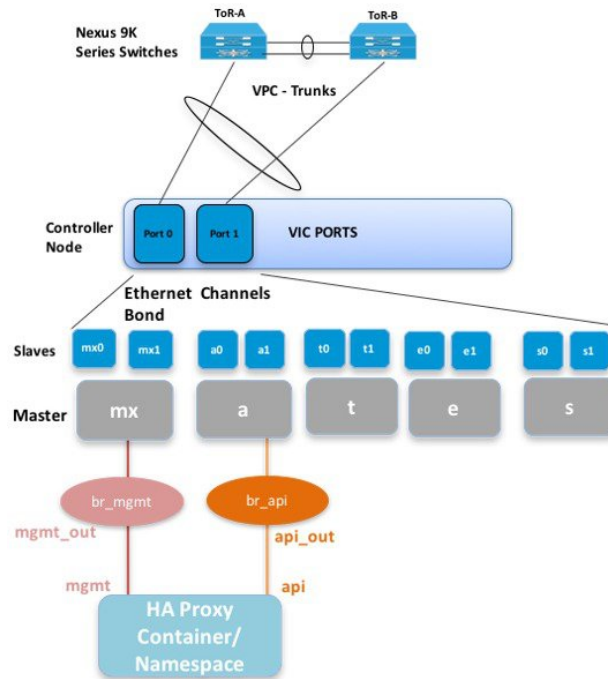 ToR-A
ToR-B
Nexus 9K
Series Switches
VPC - Trunks
Controller
Node
Port 0
Port 1
VIC PORTS
Ethernet Channels
Bond
Slaves
mx0
mx1
a0
a1
t0
t1
e0
e1
s0
s1
Master
mx
a
t
e
s
br_mgmt
br_api
mgmt_out
api_out
mgmt
api
HA Proxy
Container/
Namespace